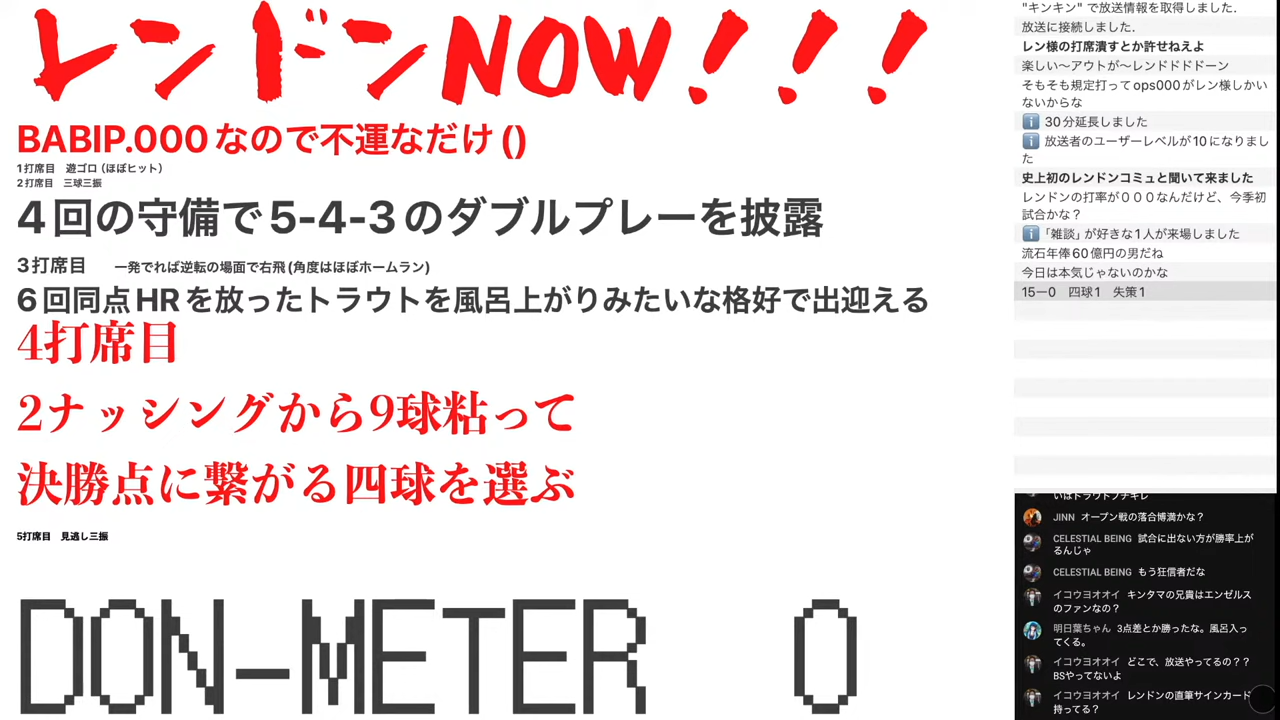 レンドンNOW!!!
BABIP.000なので不運なだけ()
1打席目　遊ゴロ（ほぼヒット）
2打席目　三球三振
4回の守備で5-4-3のダブルプレーを披露
3打席目　　一発でれば逆転の場面で右飛(角度はほぼホームラン)
6回同点HRを放ったトラウトを風呂上がりみたいな格好で出迎える
4打席目
2ナッシングから9球粘って
決勝点に繋がる四球を選ぶ
5打席目　見逃し三振
DON-METER 0
"キンキン" で放送情報を取得しました.
放送に接続しました.
レン様の打席潰すとか許せねえよ
楽しい～アウトが～レンドドドドーン
そもそも規定打ってops000がレン様しかい
ないからな
30分延長しました
放送者のユーザーレベルが10になりまし
た
史上初のレンドンコミュと聞いて来ました
レンドンの打率が０００なんだけど、今季初
試合かな？
「雑談」が好きな1人が来場しました
流石年俸60億円の男だね
今日は本気じゃないのかな
15ー0　四球1　失策1
JINN オープン戦の落合博満かな？
CELESTIAL BEING 試合に出ない方が勝率上が
るんじゃ
CELESTIAL BEING もう狂信者だな
イコウヨオオイ キンタマの兄貴はエンゼルス
のファンなの？
明日葉ちゃん 3点差とか勝ったな。風呂入っ
てくる。
イコウヨオオイ どこで、放送やってるの？？
BSやってないよ
イコウヨオオイ レンドンの直筆サインカード
持ってる？